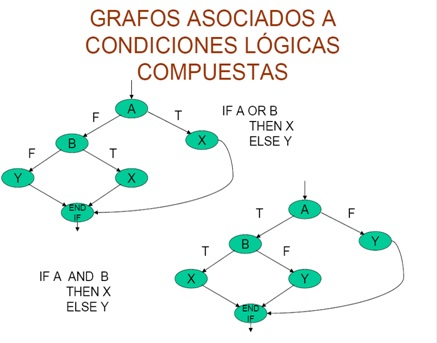 GRAFOS ASOCIADOS A
CONDICIONES LÓGICAS
COMPUESTAS
A
F
T
IF A OR B
THEN X
ELSE Y
B
X
F
T
Y
X
END
IF
A
T
F
B
Y
T
F
X
Y
END
IF
IF A AND B
THEN X
ELSE Y